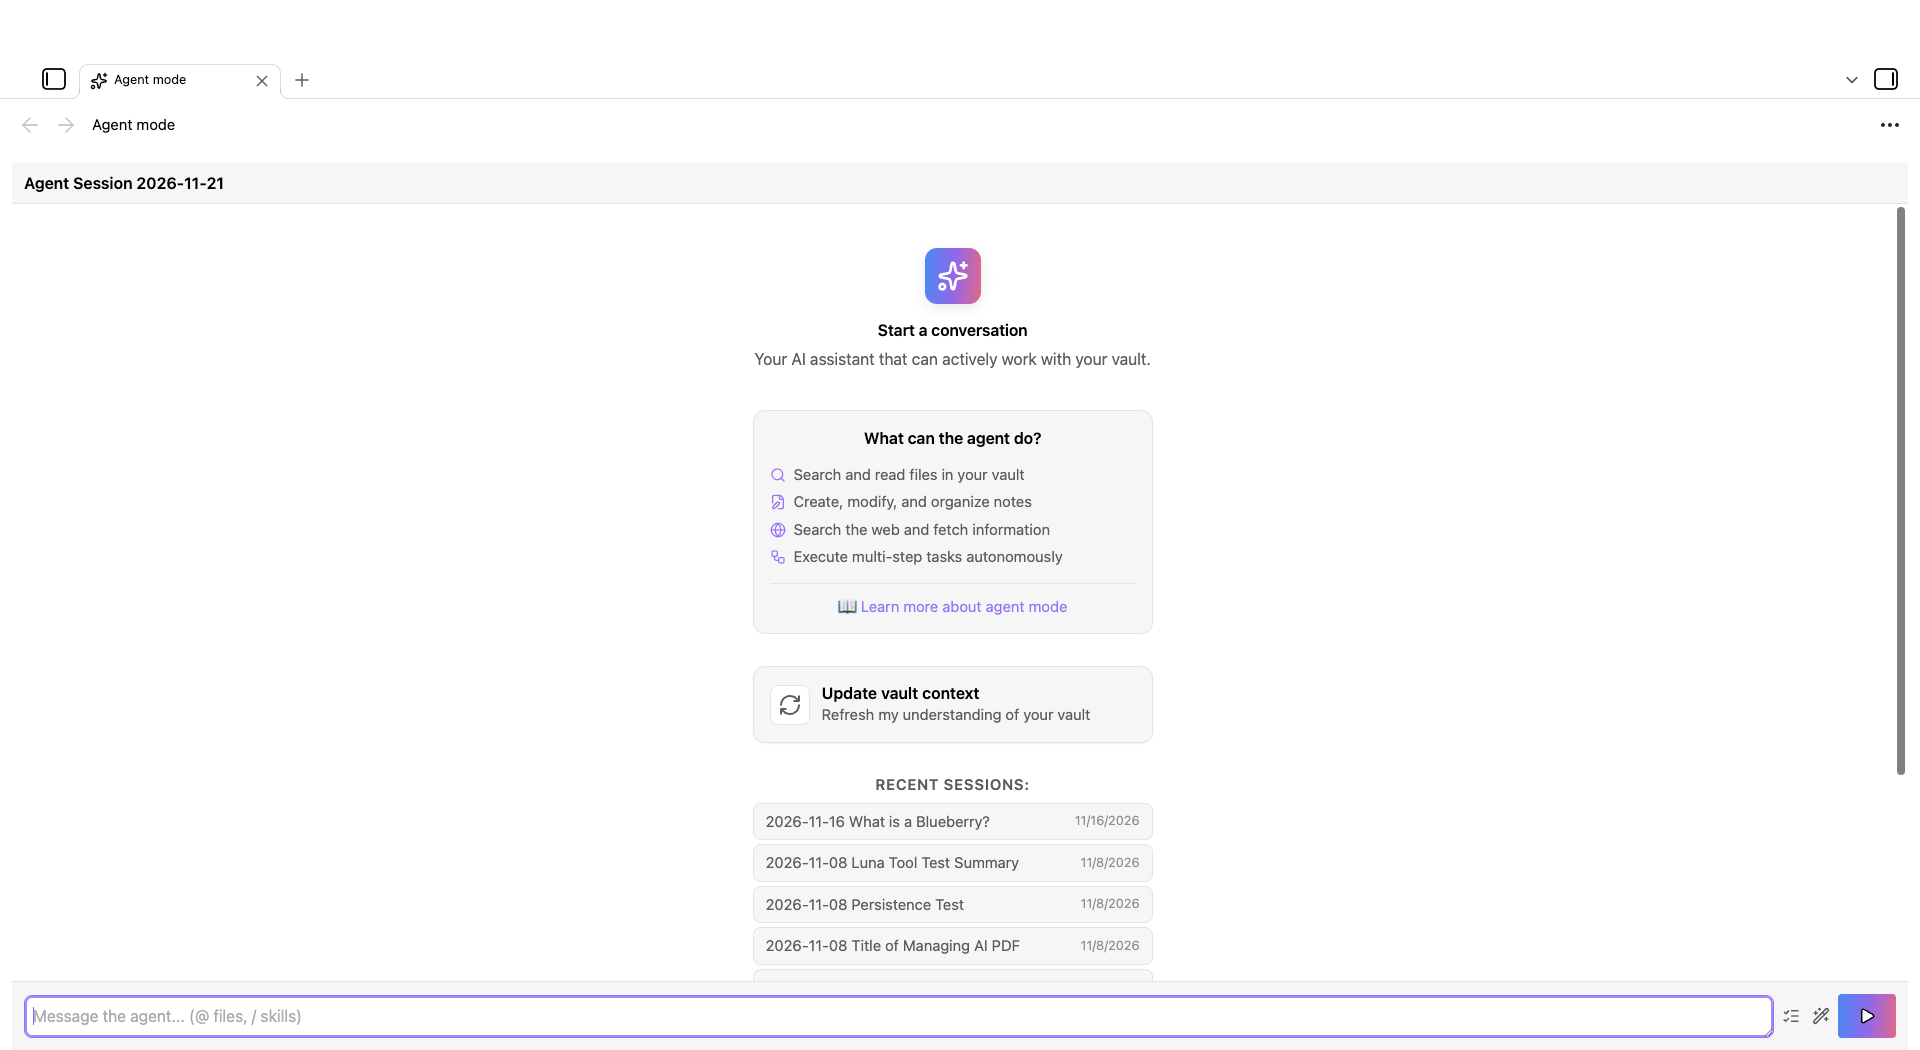 Agent mode
Agent mode
Agent Session 2026-11-21
Start a conversation
Your AI assistant that can actively work with your vault.
What can the agent do?
Search and read files in your vault
Create, modify, and organize notes
Search the web and fetch information
Execute multi-step tasks autonomously
📖 Learn more about agent mode
Update vault context
Refresh my understanding of your vault
RECENT SESSIONS:
2026-11-16 What is a Blueberry? 11/16/2026
2026-11-08 Luna Tool Test Summary 11/8/2026
2026-11-08 Persistence Test 11/8/2026
2026-11-08 Title of Managing AI PDF 11/8/2026
Message the agent... (@ files, / skills)